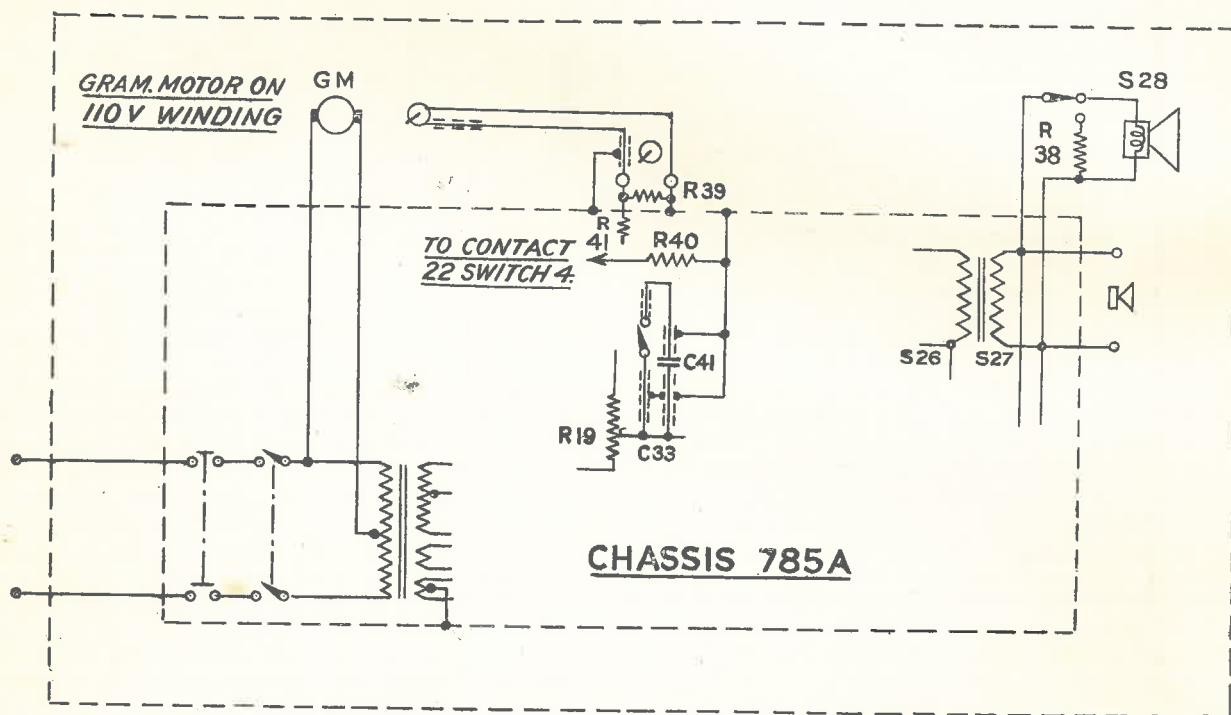 GRAM. MOTOR ON
110 V WINDING
GM
S28
R
38
R39
R
41
R40
TO CONTACT
22 SWITCH 4.
C41
S26
S27
R19
C33
CHASSIS 785A